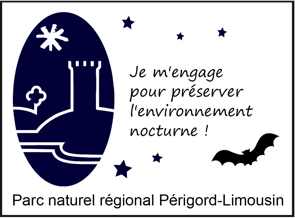 Je m'engage
pour préserver
l'environnement
nocturne !
Parc naturel régional Périgord-Limousin